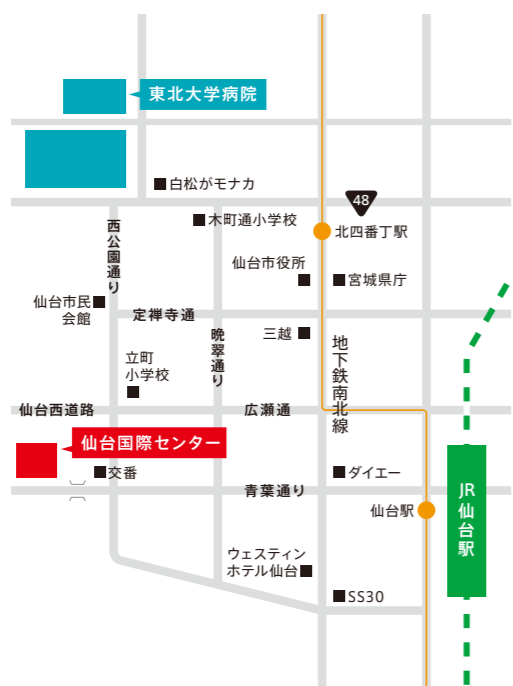 東北大学病院
白松がモナカ
48
木町通小学校
北四番丁駅
西公園通り
仙台市役所
宮城県庁
仙台市民
会館
定禅寺通
三越
晩翠通り
地下鉄南北線
立町
小学校
仙台西道路
広瀬通
仙台国際センター
交番
ダイエー
青葉通り
仙台駅
JR仙台駅
ウェスティン
ホテル仙台
SS30